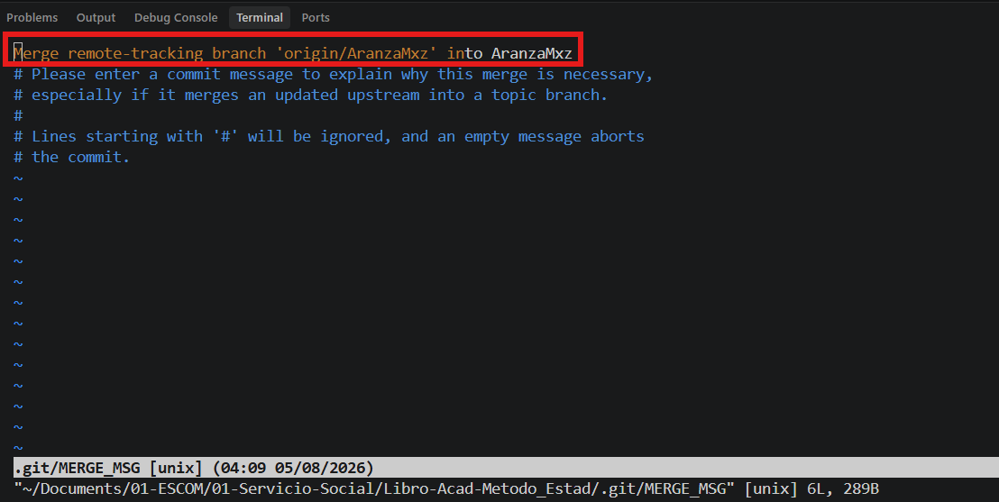 Problems Output Debug Console Terminal Ports
Merge remote-tracking branch 'origin/AranzaMxz' into AranzaMxz
# Please enter a commit message to explain why this merge is necessary,
# especially if it merges an updated upstream into a topic branch.
#
# Lines starting with '#' will be ignored, and an empty message aborts
# the commit.
~
~
~
~
~
~
~
~
~
~
~
~
~
~
.git/MERGE_MSG [unix] (04:09 05/08/2026)
"~/Documents/01-ESCOM/01-Servicio-Social/Libro-Acad-Metodo_Estad/.git/MERGE_MSG" [unix] 6L, 289B